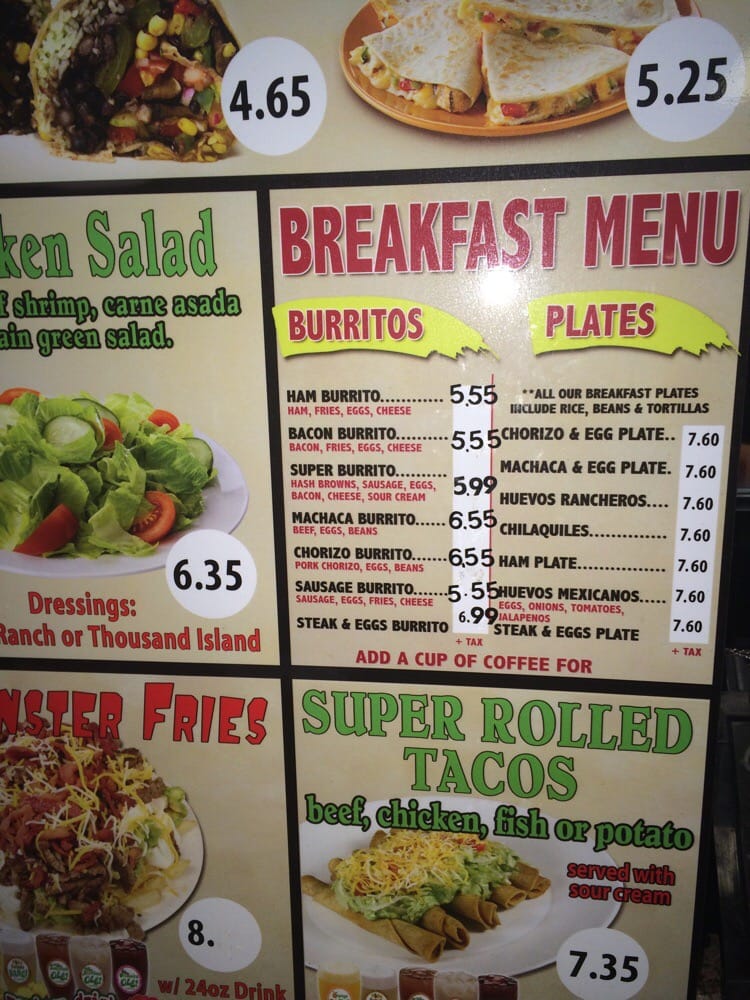 4.65
5.25
ken Salad
f shrimp, carne asada
ain green salad.
6.35
Dressings:
Ranch or Thousand Island
BREAKFAST MENU
BURRITOS
HAM BURRITO............ 5.55
HAM, FRIES, EGGS, CHEESE
BACON BURRITO......... 5.55
BACON, FRIES, EGGS, CHEESE
SUPER BURRITO.......... 5.99
HASH BROWNS, SAUSAGE, EGGS,
BACON, CHEESE, SOUR CREAM
MACHACA BURRITO...... 6.55
BEEF, EGGS, BEANS
CHORIZO BURRITO....... 6.55
PORK CHORIZO, EGGS, BEANS
SAUSAGE BURRITO....... 5.55
SAUSAGE, EGGS, FRIES, CHEESE
STEAK & EGGS BURRITO 6.99
+ TAX
PLATES
**ALL OUR BREAKFAST PLATES
INCLUDE RICE, BEANS & TORTILLAS
CHORIZO & EGG PLATE.. 7.60
MACHACA & EGG PLATE. 7.60
HUEVOS RANCHEROS.... 7.60
CHILAQUILES.............. 7.60
HAM PLATE................ 7.60
HUEVOS MEXICANOS..... 7.60
EGGS, ONIONS, TOMATOES,
JALAPENOS
STEAK & EGGS PLATE 7.60
+ TAX
ADD A CUP OF COFFEE FOR
NSTER FRIES
8.
w/ 24oz Drink
SUPER ROLLED
TACOS
beef, chicken, fish or potato
served with
sour cream
7.35